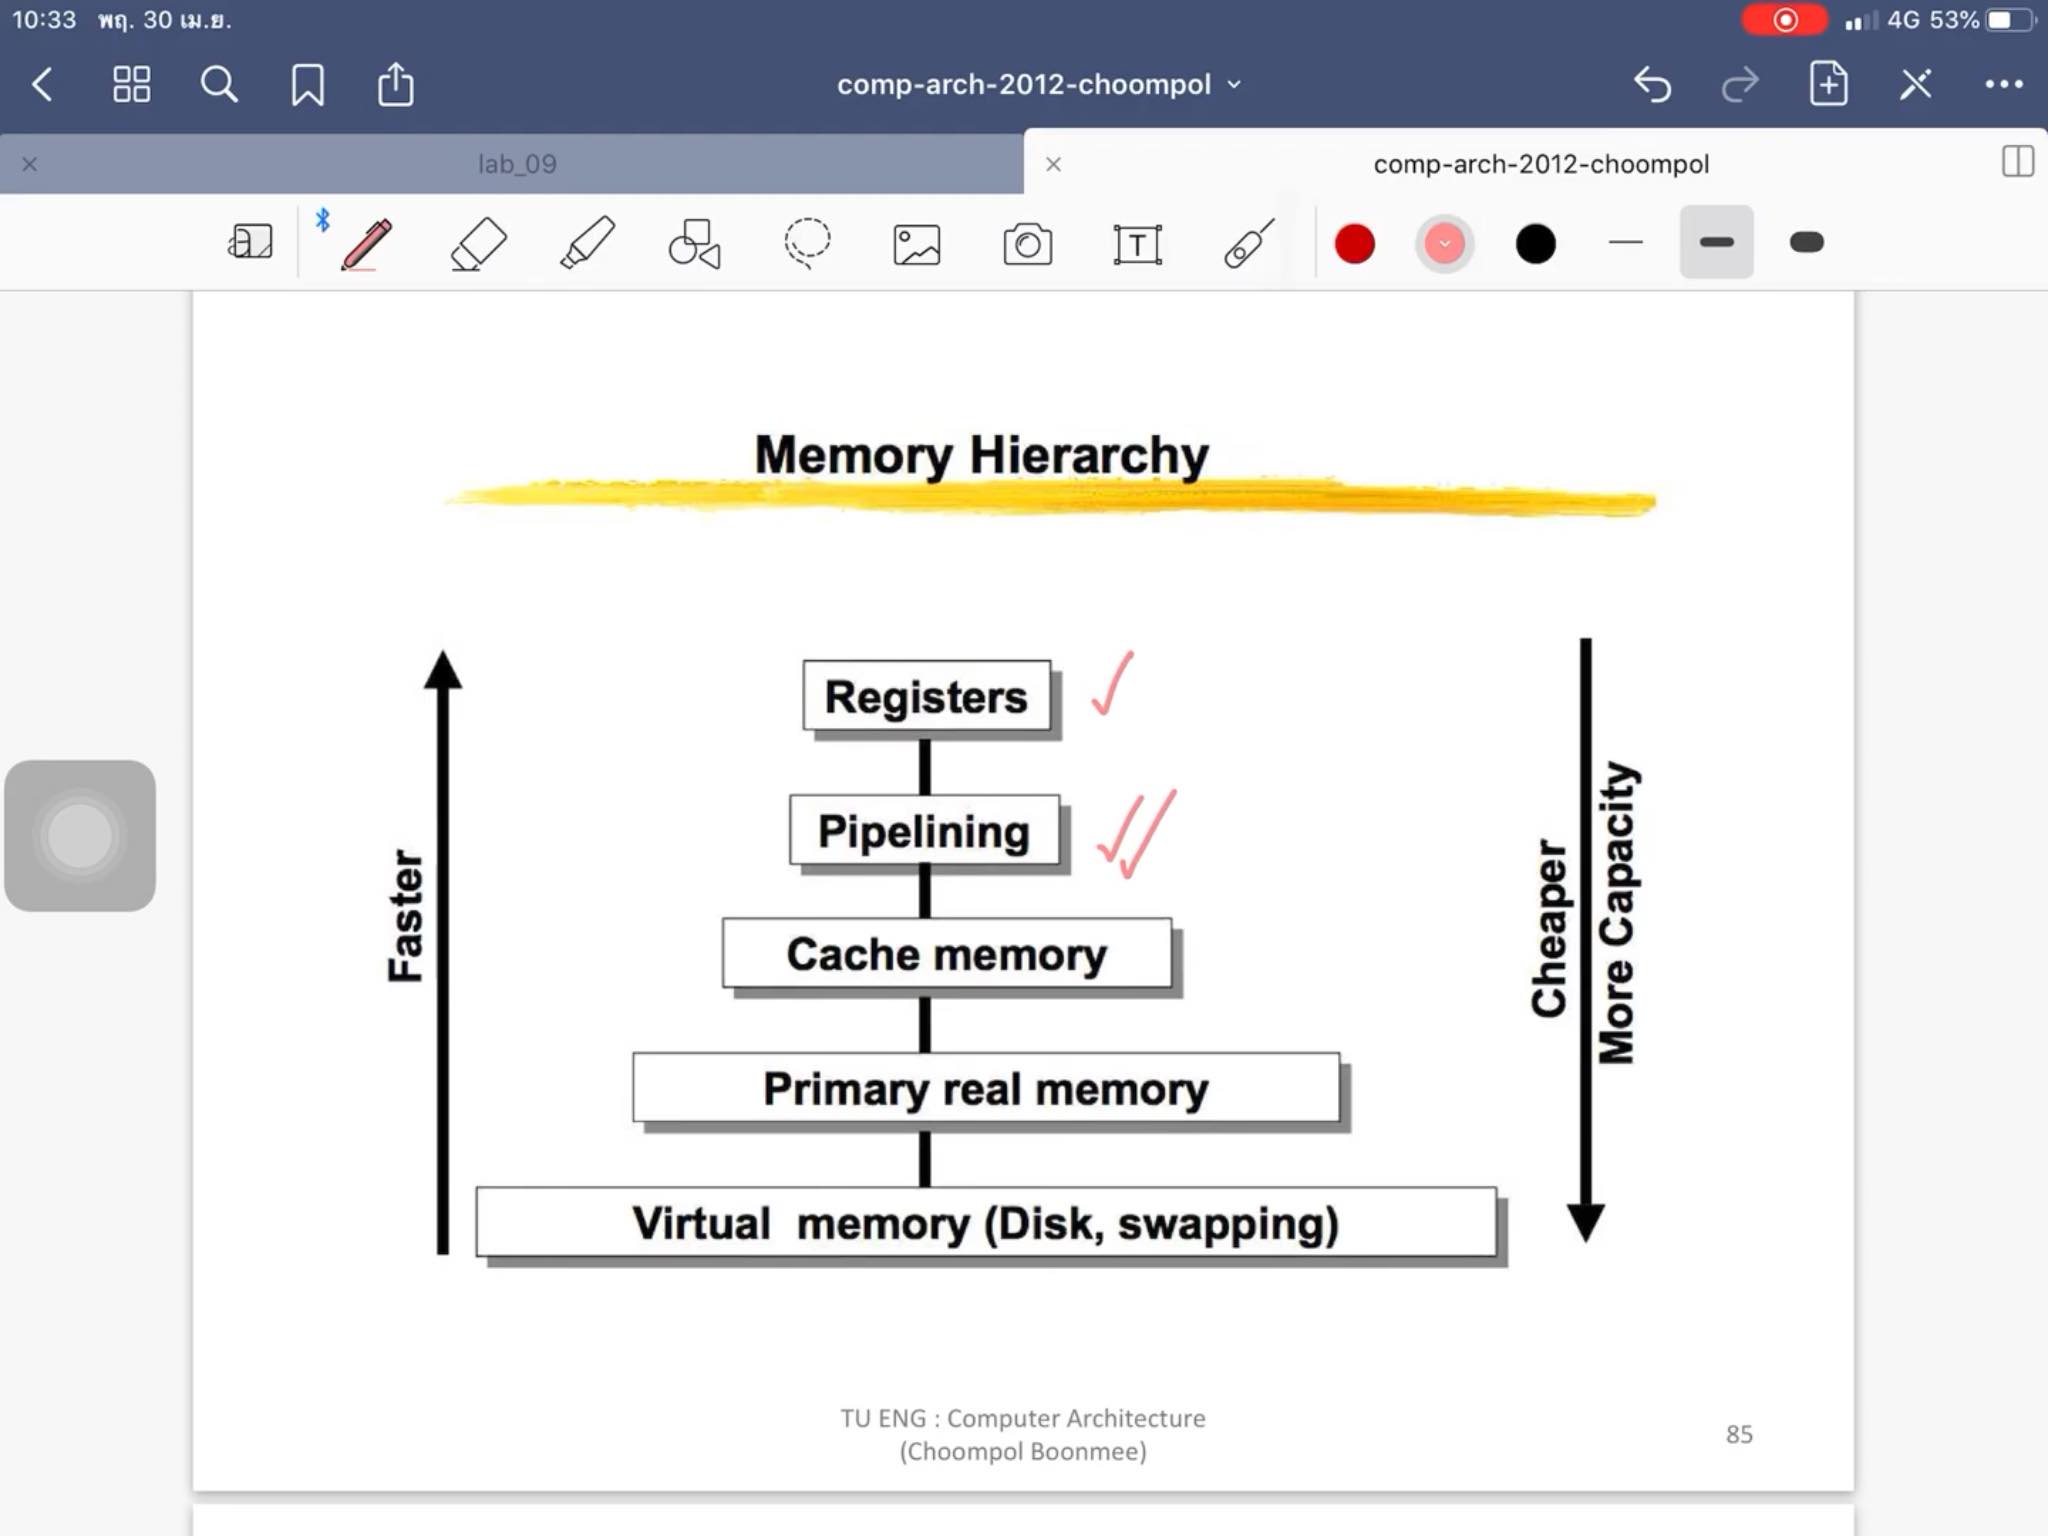 10:33 พฤ. 30 เม.ย.
4G 53%
comp-arch-2012-choompol
lab_09
comp-arch-2012-choompol
Memory Hierarchy
Registers
Pipelining
Cache memory
Primary real memory
Virtual memory (Disk, swapping)
Faster
Cheaper
More Capacity
TU ENG : Computer Architecture
(Choompol Boonmee)
85